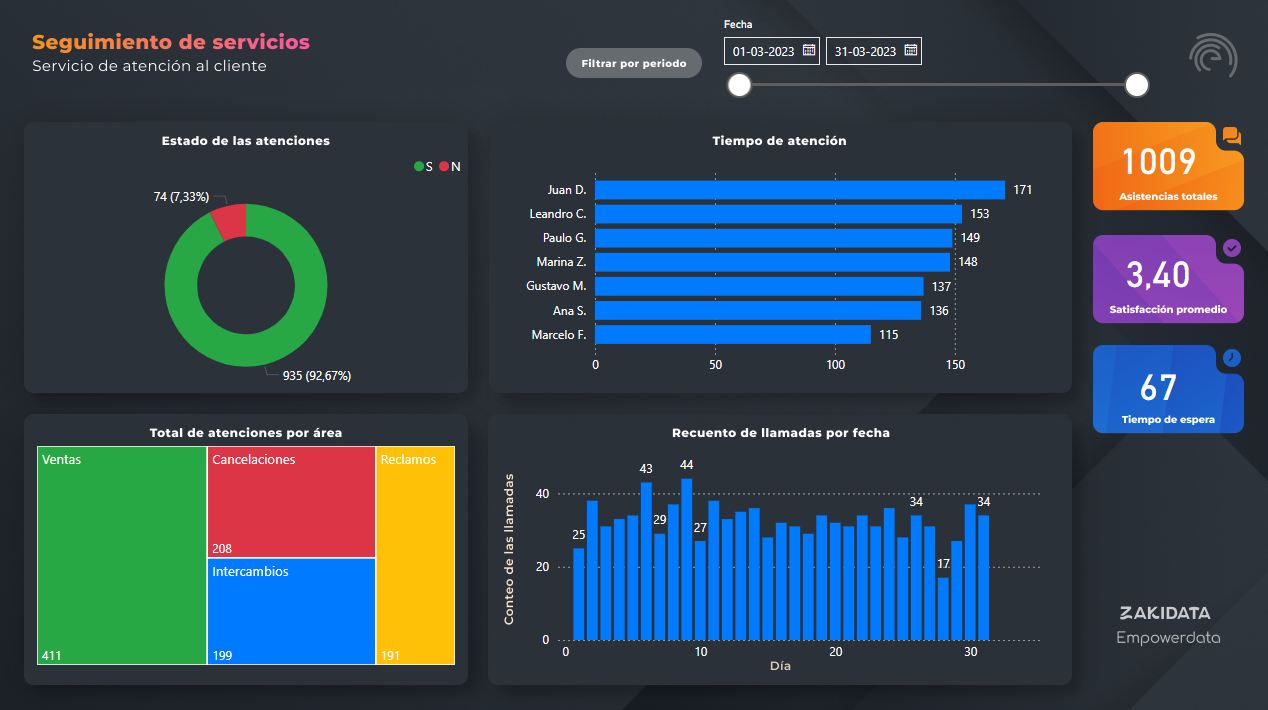 Seguimiento de servicios
Servicio de atención al cliente
Filtrar por periodo
Fecha
01-03-2023
31-03-2023
Estado de las atenciones
S
N
74 (7,33%)
935 (92,67%)
Tiempo de atención
Juan D.
171
Leandro C.
153
Paulo G.
149
Marina Z.
148
Gustavo M.
137
Ana S.
136
Marcelo F.
115
0
50
100
150
1009
Asistencias totales
3,40
Satisfacción promedio
67
Tiempo de espera
Total de atenciones por área
Ventas
411
Cancelaciones
208
Intercambios
199
Reclamos
191
Recuento de llamadas por fecha
Conteo de las llamadas
40
20
0
25
43
29
44
27
34
17
34
0
10
20
30
Día
ZAKIDATA
Empowerdata